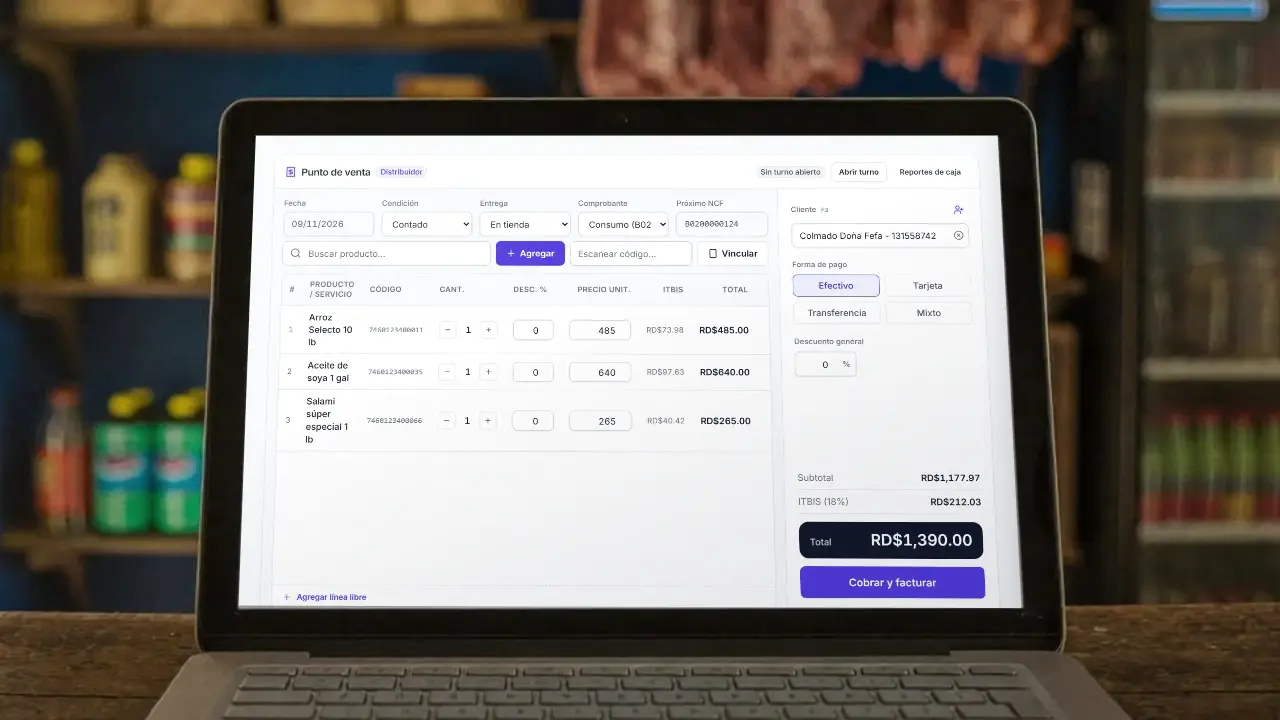 Punto de venta Distribuidor Sin turno abierto Abrir turno Reportes de caja
Fecha Condición Entrega Comprobante Próximo NCF
09/11/2026 Contado En tienda Consumo (B02 B0200000124
Buscar producto... + Agregar Escanear código... Vincular
# PRODUCTO / SERVICIO CÓDIGO CANT. DESC. % PRECIO UNIT. ITBIS TOTAL
1 Arroz Selecto 10 lb 7460123400011 − 1 + 0 485 RD$73.98 RD$485.00
2 Aceite de soya 1 gal 7460123400035 − 1 + 0 640 RD$97.63 RD$640.00
3 Salami súper especial 1 lb 7460123400066 − 1 + 0 265 RD$40.42 RD$265.00
+ Agregar línea libre
Cliente F3
Colmado Doña Fefa - 131558742
Forma de pago
Efectivo Tarjeta
Transferencia Mixto
Descuento general
0 %
Subtotal RD$1,177.97
ITBIS (18%) RD$212.03
Total RD$1,390.00
Cobrar y facturar